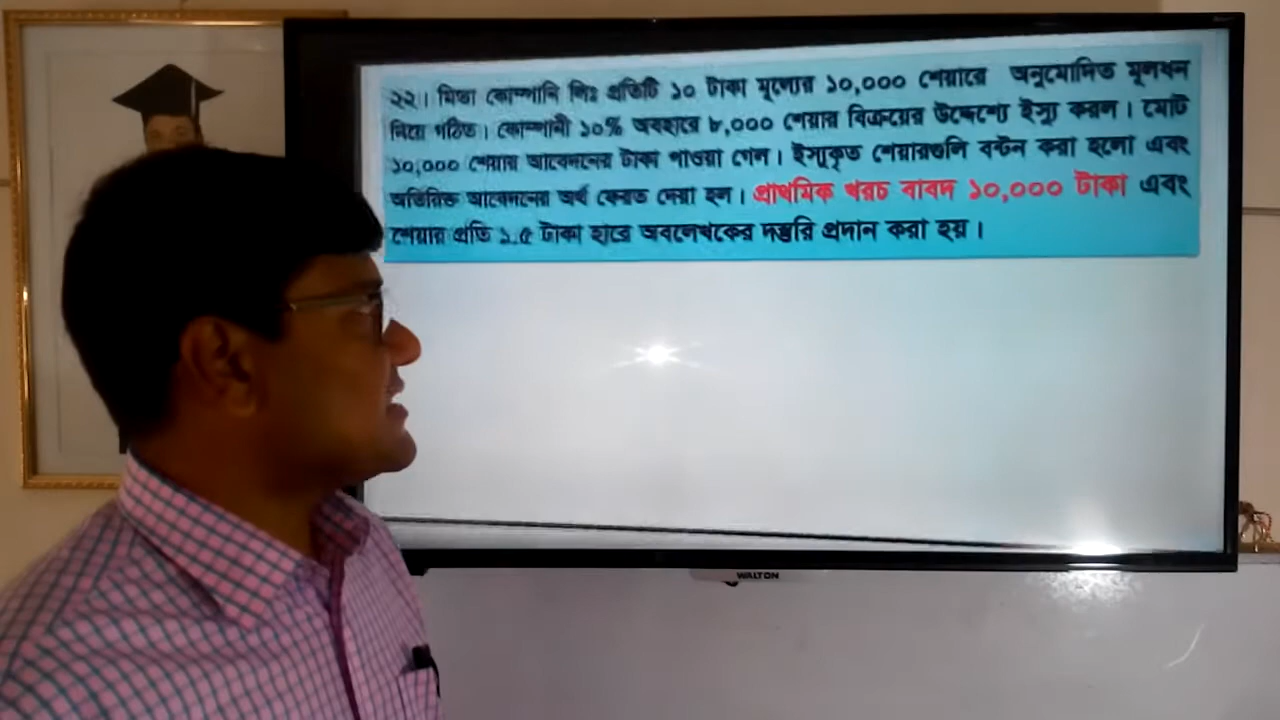 ২২। মিতা কোম্পানি লিঃ প্রতিটি ১০ টাকা মূল্যের ১০,০০০ শেয়ারে অনুমোদিত মূলধন
নিয়ে গঠিত। কোম্পানী ১০% অবহারে ৮,০০০ শেয়ার বিক্রয়ের উদ্দেশ্যে ইস্যু করল। মোট
১০,০০০ শেয়ার আবেদনের টাকা পাওয়া গেল। ইস্যুকৃত শেয়ারগুলি বণ্টন করা হলো এবং
অতিরিক্ত আবেদনের অর্থ ফেরত দেয়া হল। প্রাথমিক খরচ বাবদ ১০,০০০ টাকা এবং
শেয়ার প্রতি ১.৫ টাকা হারে অবলেখকের দস্তুরি প্রদান করা হয়।
WALTON